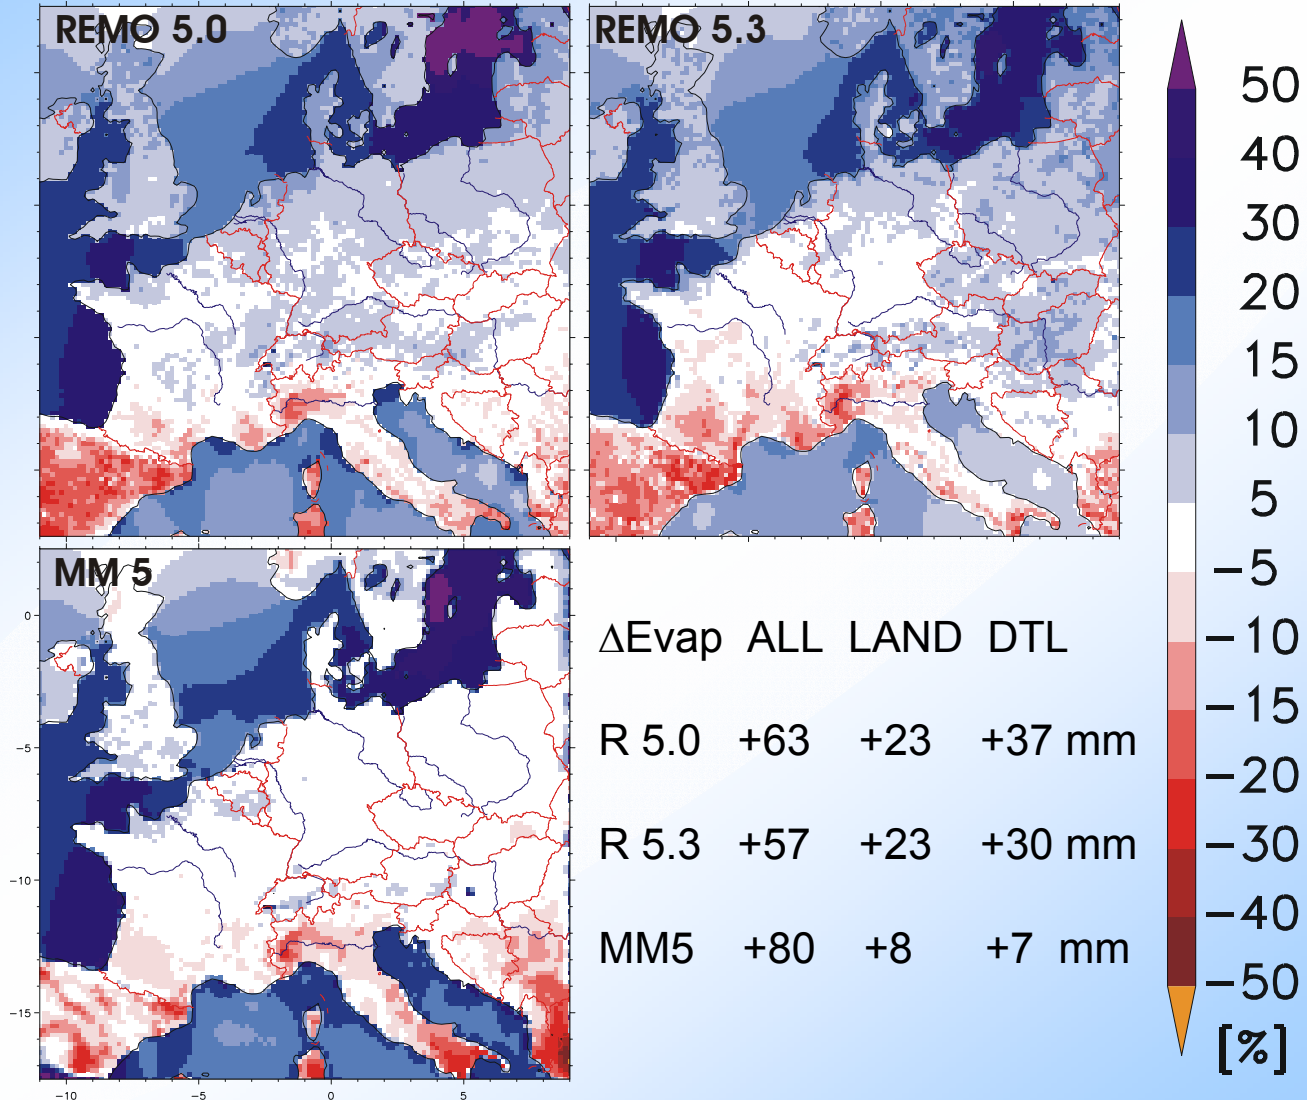 REMO 5.0
REMO 5.3
MM 5
0
−5
−10
−15
−10 −5 0 5
ΔEvap ALL LAND DTL
R 5.0 +63 +23 +37 mm
R 5.3 +57 +23 +30 mm
MM5 +80 +8 +7 mm
50
40
30
20
15
10
5
−5
−10
−15
−20
−30
−40
−50
[%]